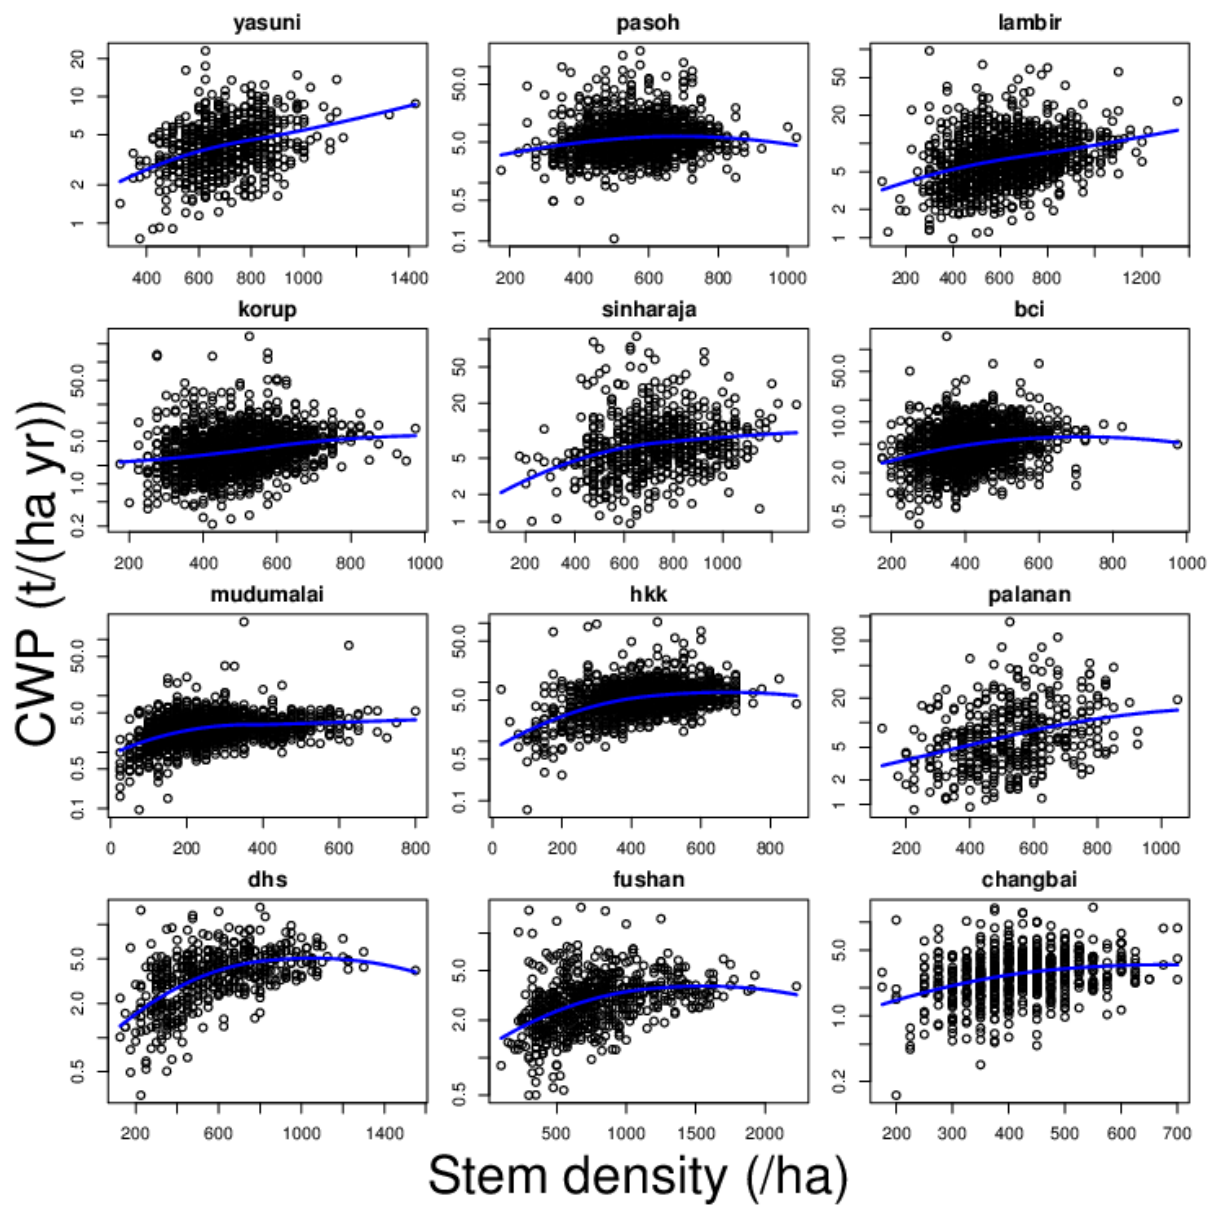 yasuni pasoh lambir
1 2 5 10 20
0.1 0.5 5.0 50.0
1 2 5 20 50
400 600 800 1000 1400
200 400 600 800 1000
200 400 600 800 1200
korup sinharaja bci
0.2 1.0 5.0 50.0
1 2 5 20 50
0.5 2.0 10.0 50.0
200 400 600 800 1000
200 400 600 800 1000
200 400 600 800 1000
CWP (t/(ha yr))
mudumalai hkk palanan
0.1 0.5 5.0 50.0
0.1 0.5 5.0 50.0
1 2 5 20 100
0 200 400 600 800
0 200 400 600 800
200 400 600 800 1000
dhs fushan changbai
0.5 2.0 5.0
0.5 2.0 5.0
0.2 1.0 5.0
200 600 1000 1400
500 1000 1500 2000
200 300 400 500 600 700
Stem density (/ha)